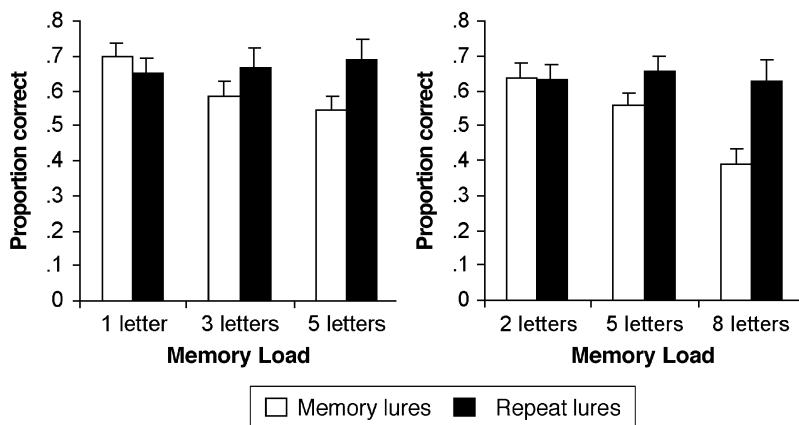 .8
.7
.6
.5
.4
.3
.2
.1
0
Proportion correct
1 letter 3 letters 5 letters
Memory Load
.8
.7
.6
.5
.4
.3
.2
.1
0
Proportion correct
2 letters 5 letters 8 letters
Memory Load
Memory lures Repeat lures